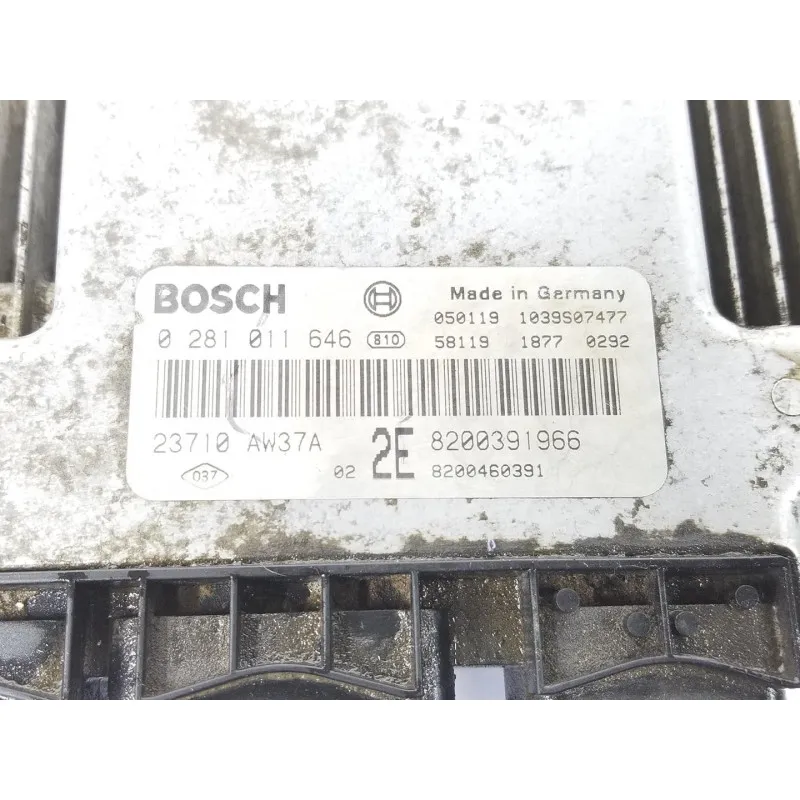 BOSCH Made in Germany
050119 1039S07477
0 281 011 646 810 58119 1877 0292
23710 AW37A 2E 8200391966
037 02 8200460391